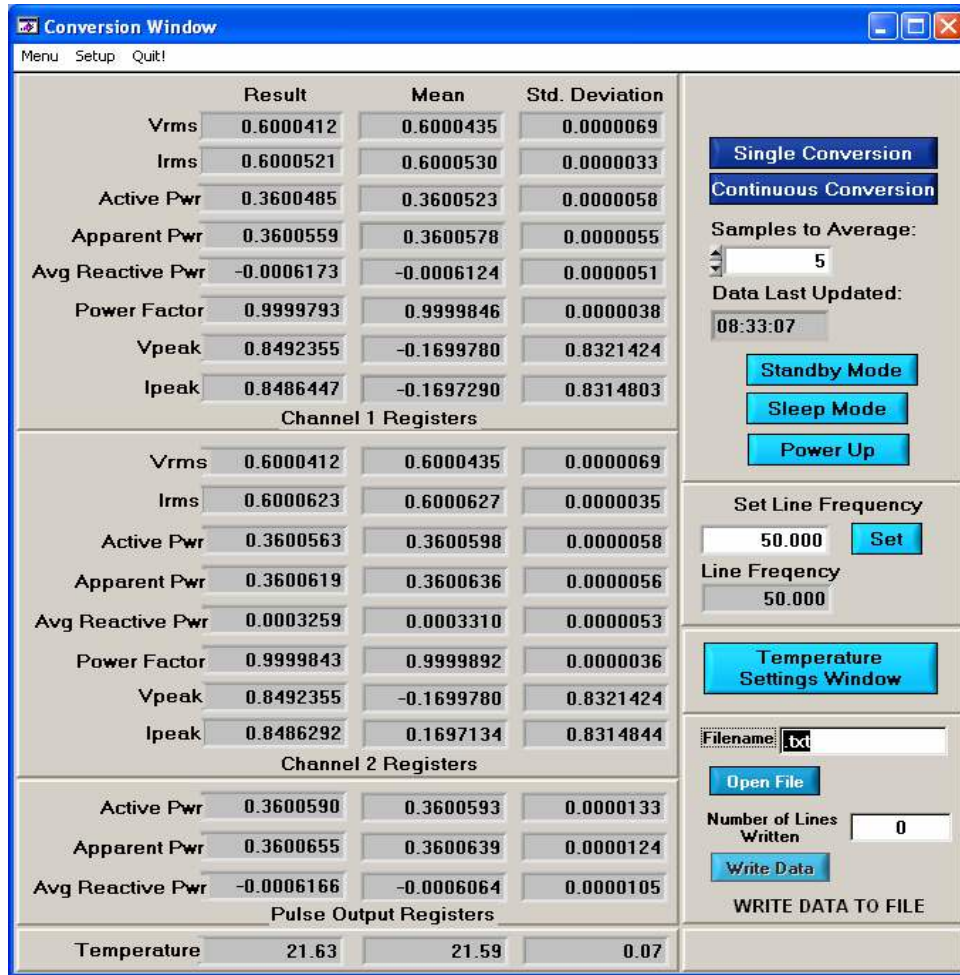 Conversion Window
Menu Setup Quit!
Result Mean Std. Deviation
Vrms 0.6000412 0.6000435 0.0000069
Irms 0.6000521 0.6000530 0.0000033
Active Pwr 0.3600485 0.3600523 0.0000058
Apparent Pwr 0.3600559 0.3600578 0.0000055
Avg Reactive Pwr -0.0006173 -0.0006124 0.0000051
Power Factor 0.9999793 0.9999846 0.0000038
Vpeak 0.8492355 -0.1699780 0.8321424
Ipeak 0.8486447 -0.1697290 0.8314803
Channel 1 Registers
Vrms 0.6000412 0.6000435 0.0000069
Irms 0.6000623 0.6000627 0.0000035
Active Pwr 0.3600563 0.3600598 0.0000058
Apparent Pwr 0.3600619 0.3600636 0.0000056
Avg Reactive Pwr 0.0003259 0.0003310 0.0000053
Power Factor 0.9999843 0.9999892 0.0000036
Vpeak 0.8492355 -0.1699780 0.8321424
Ipeak 0.8486292 0.1697134 0.8314844
Channel 2 Registers
Active Pwr 0.3600590 0.3600593 0.0000133
Apparent Pwr 0.3600655 0.3600639 0.0000124
Avg Reactive Pwr -0.0006166 -0.0006064 0.0000105
Pulse Output Registers
Temperature 21.63 21.59 0.07
Single Conversion
Continuous Conversion
Samples to Average:
5
Data Last Updated:
08:33:07
Standby Mode
Sleep Mode
Power Up
Set Line Frequency
50.000 Set
Line Freqency
50.000
Temperature
Settings Window
Filename .txt
Open File
Number of Lines
Written 0
Write Data
WRITE DATA TO FILE